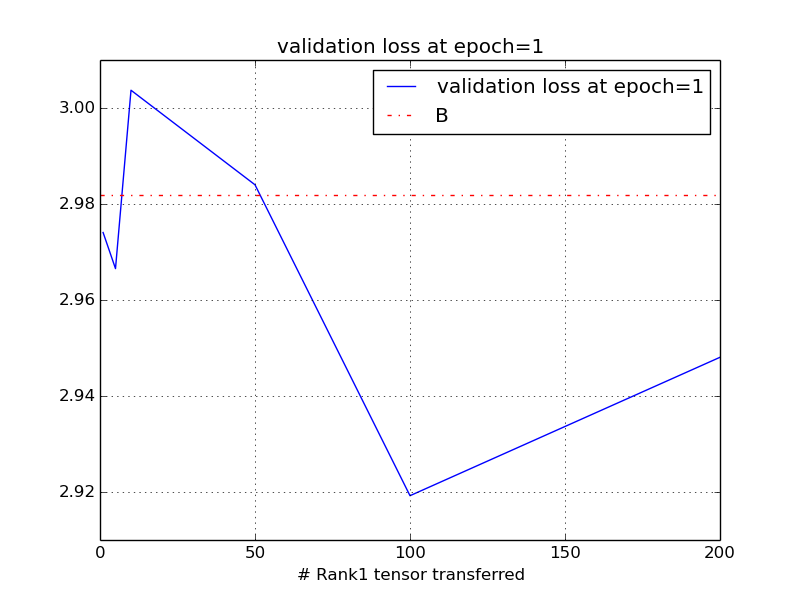 validation loss at epoch=1
validation loss at epoch=1
B
3.00
2.98
2.96
2.94
2.92
0
50
100
150
200
# Rank1 tensor transferred